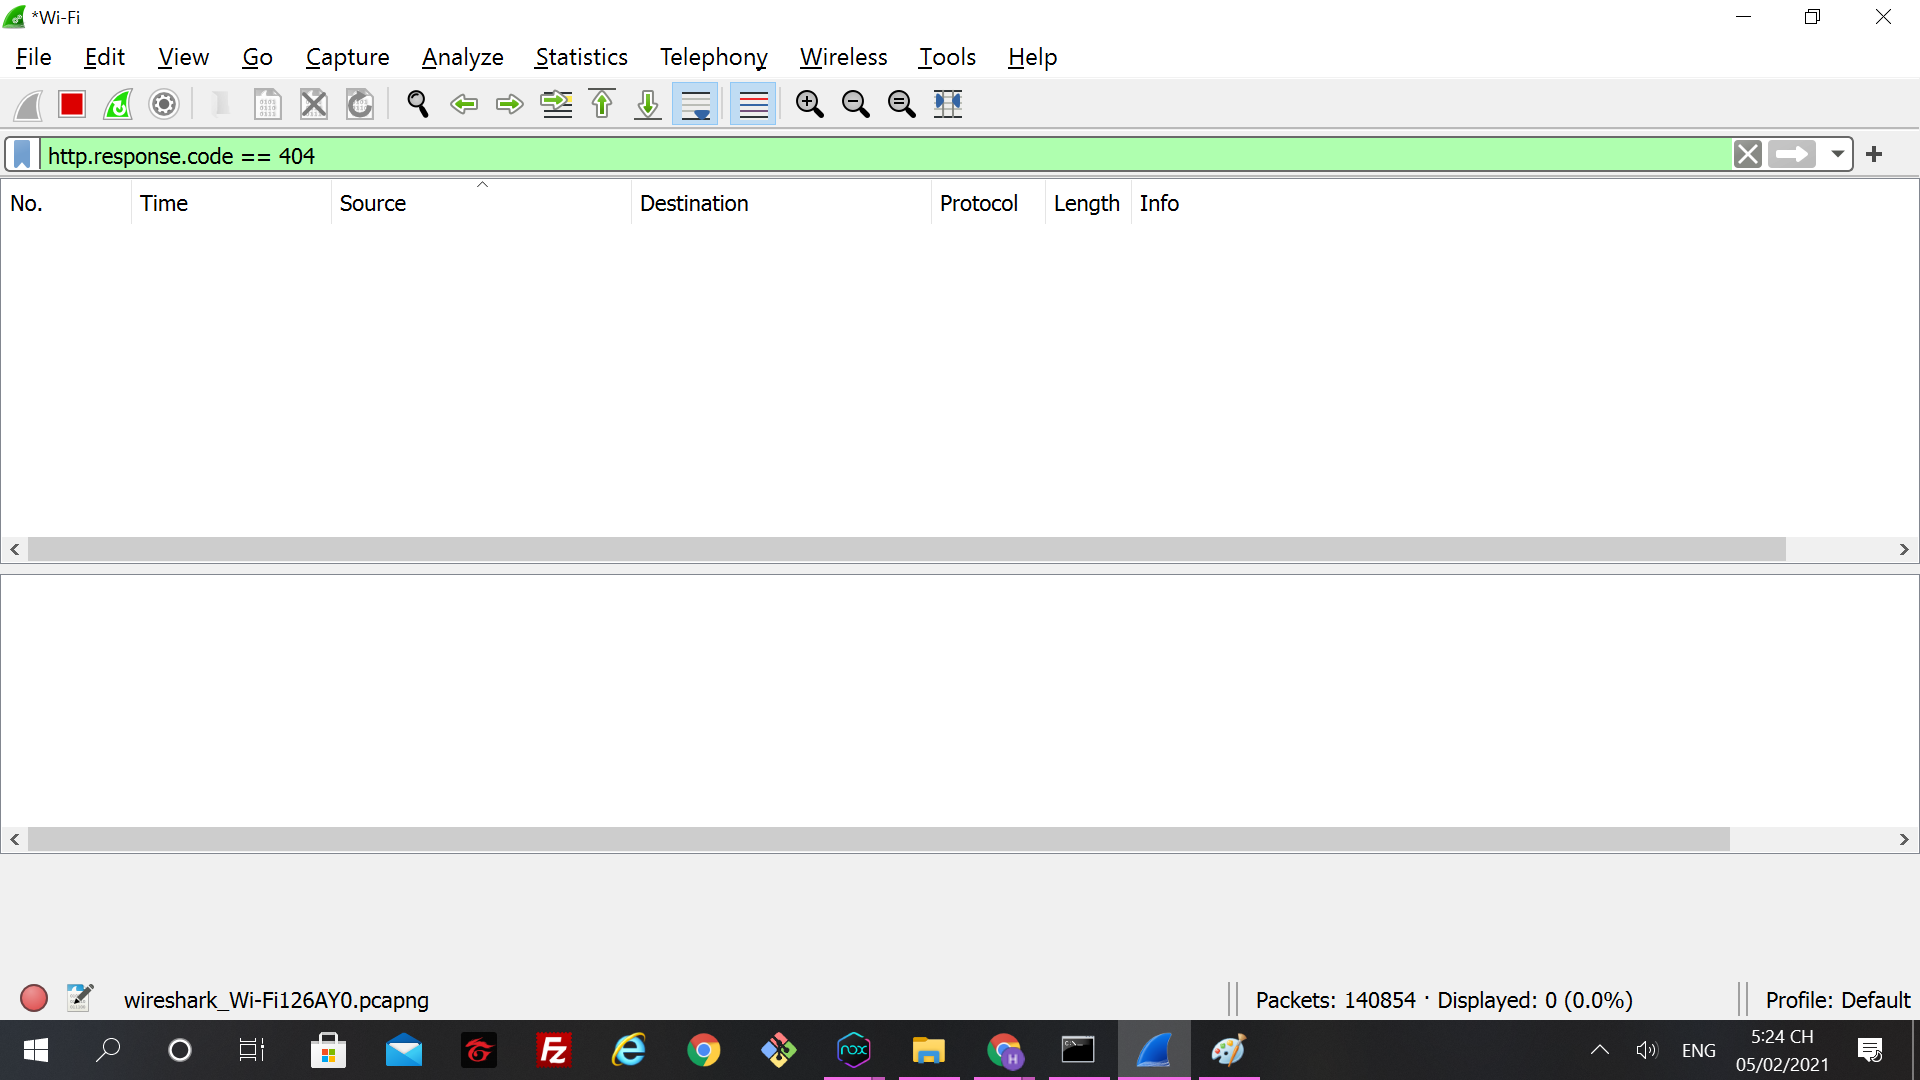 *Wi-Fi
File Edit View Go Capture Analyze Statistics Telephony Wireless Tools Help
http.response.code == 404
No. Time Source Destination Protocol Length Info
wireshark_Wi-Fi126AY0.pcapng Packets: 140854 · Displayed: 0 (0.0%) Profile: Default
nox
H
ENG
5:24 CH
05/02/2021